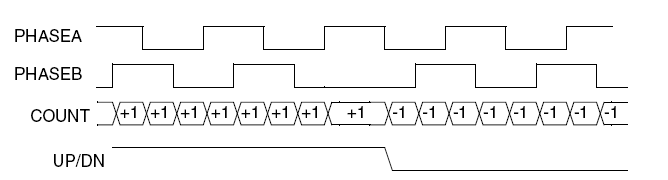 PHASEA
PHASEB
COUNT +1 +1 +1 +1 +1 +1 +1 +1 -1 -1 -1 -1 -1 -1 -1 -1
UP/DN